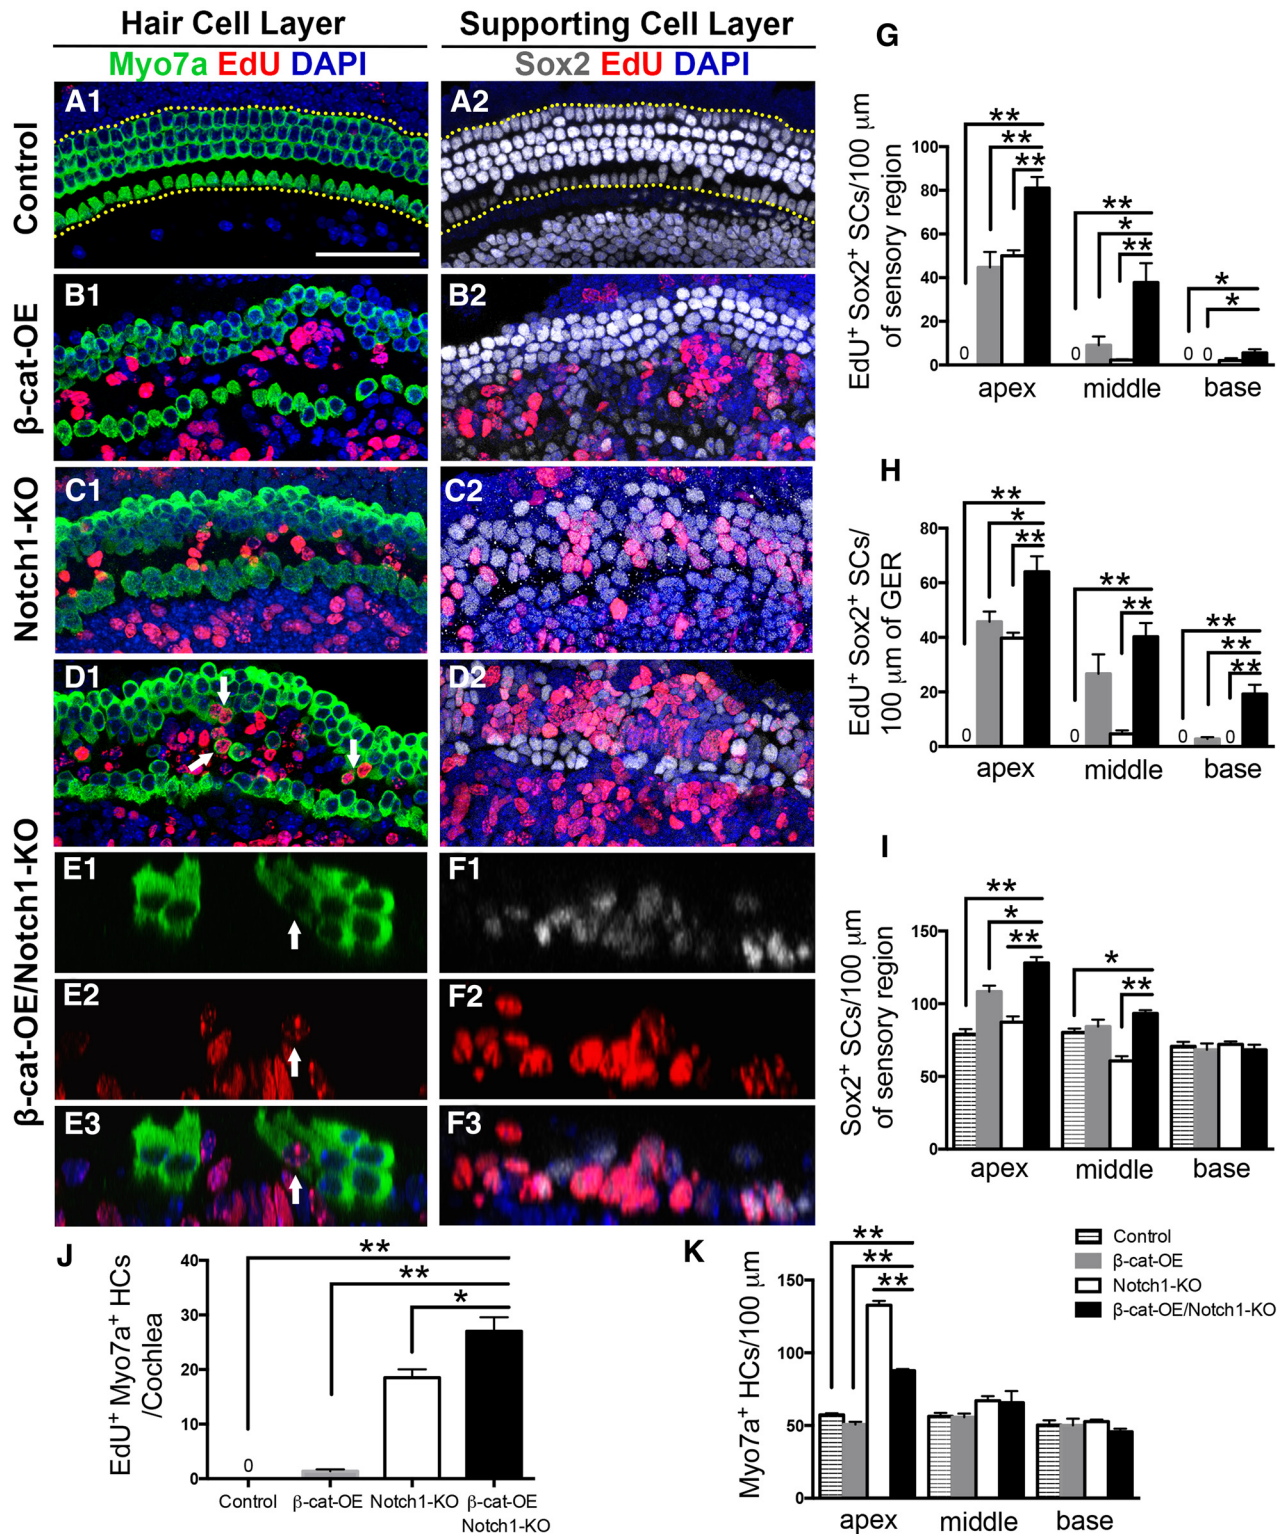 Hair Cell Layer
Supporting Cell Layer
Myo7a EdU DAPI
Sox2 EdU DAPI
Control
A1
A2
β-cat-OE
B1
B2
Notch1-KO
C1
C2
β-cat-OE/Notch1-KO
D1
D2
E1
F1
E2
F2
E3
F3
G
EdU⁺ Sox2⁺ SCs/100 μm
of sensory region
100
80
60
40
20
0
**
**
**
**
*
**
*
*
0
0
0
0
apex
middle
base
H
EdU⁺ Sox2⁺ SCs/
100 μm of GER
80
60
40
20
0
**
*
**
**
**
**
**
**
0
0
0
0
apex
middle
base
I
Sox2⁺ SCs/100 μm
of sensory region
150
100
50
0
**
*
**
*
**
apex
middle
base
J
EdU⁺ Myo7a⁺ HCs
/Cochlea
40
30
20
10
0
**
**
*
0
Control
β-cat-OE
Notch1-KO
β-cat-OE
Notch1-KO
K
Myo7a⁺ HCs/100 μm
150
100
50
0
**
**
**
apex
middle
base
Control
β-cat-OE
Notch1-KO
β-cat-OE/Notch1-KO